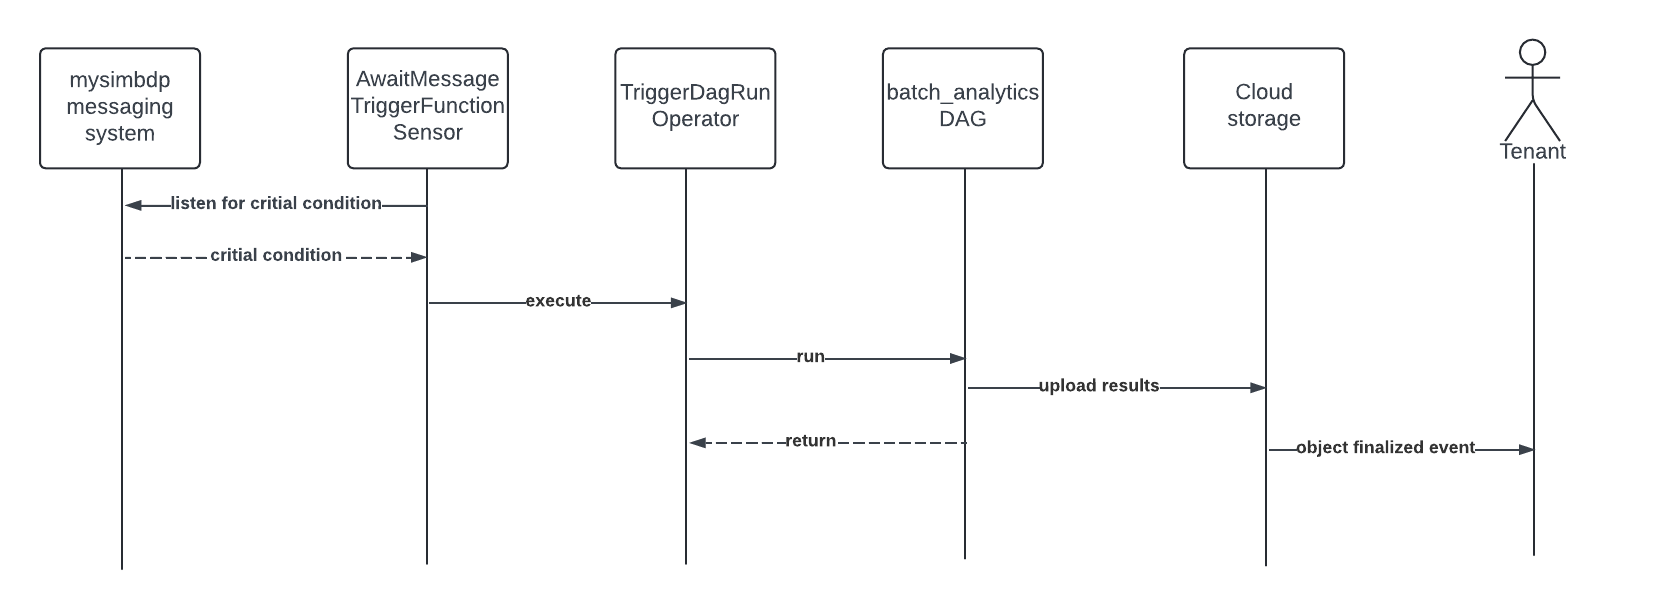 mysimbdp
messaging
system
AwaitMessage
TriggerFunction
Sensor
TriggerDagRun
Operator
batch_analytics
DAG
Cloud
storage
Tenant
listen for critial condition
critial condition
execute
run
upload results
return
object finalized event